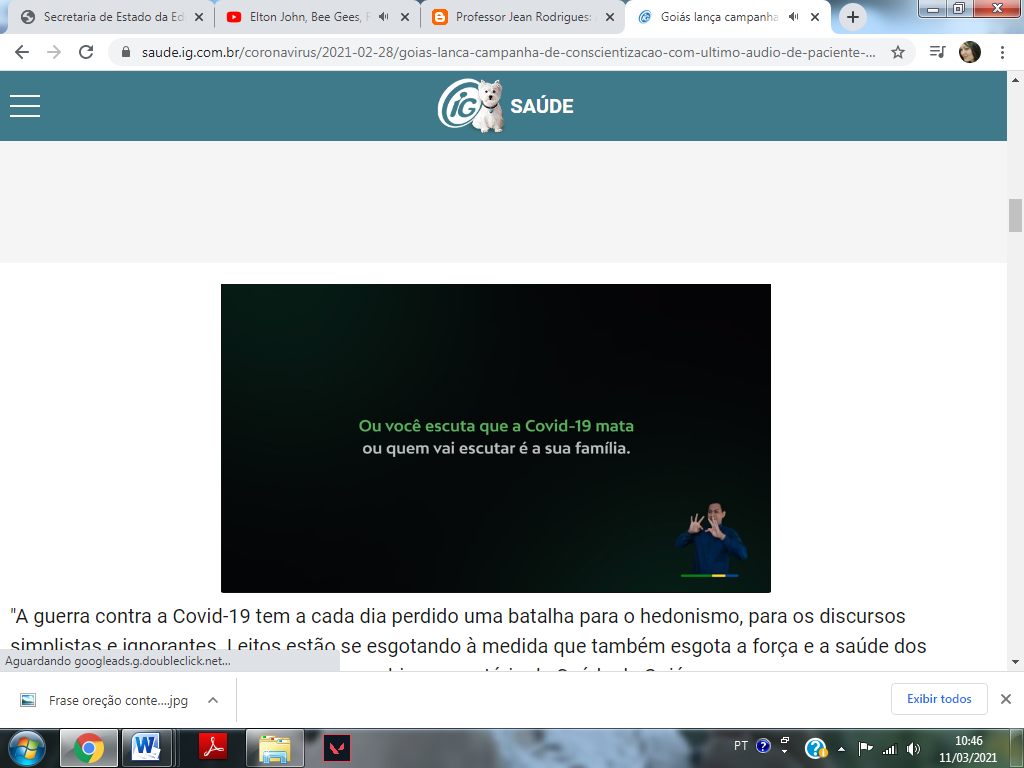 Secretaria de Estado da Ed
Elton John, Bee Gees, F
Professor Jean Rodrigues:
Goiás lança campanha
saude.ig.com.br/coronavirus/2021-02-28/goias-lanca-campanha-de-conscientizacao-com-ultimo-audio-de-paciente-...
iG SAÚDE
Ou você escuta que a Covid-19 mata
ou quem vai escutar é a sua família.
"A guerra contra a Covid-19 tem a cada dia perdido uma batalha para o hedonismo, para os discursos
simplistas e ignorantes. Leitos estão se esgotando à medida que também esgota a força e a saúde dos
Aguardando googleads.g.doubleclick.net...
Frase oreção conte....jpg
Exibir todos
PT
10:46
11/03/2021